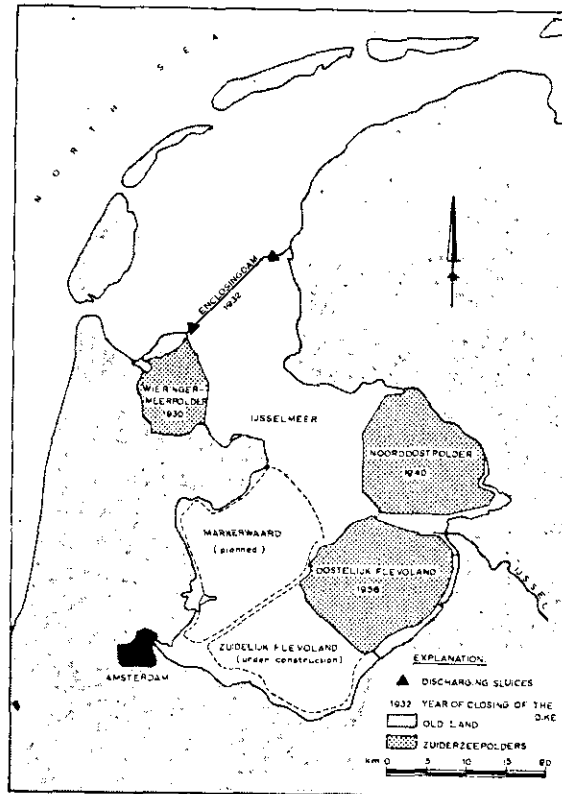 NORTH SEA
ENCLOSINGDAM
1932
WIERINGER-
MEERPOLDER
1930
IJSSELMEER
NOORDOOSTPOLDER
1940
MARKERWAARD
(planned)
OOSTELIJK FLEVOLAND
1956
IJSSEL
ZUIDELIJK FLEVOLAND
(under construction)
AMSTERDAM
EXPLANATION:
DISCHARGING SLUICES
1932 YEAR OF CLOSING OF THE
DIKE
OLD LAND
ZUIDERZEEPOLDERS
km 0 5 10 15 20